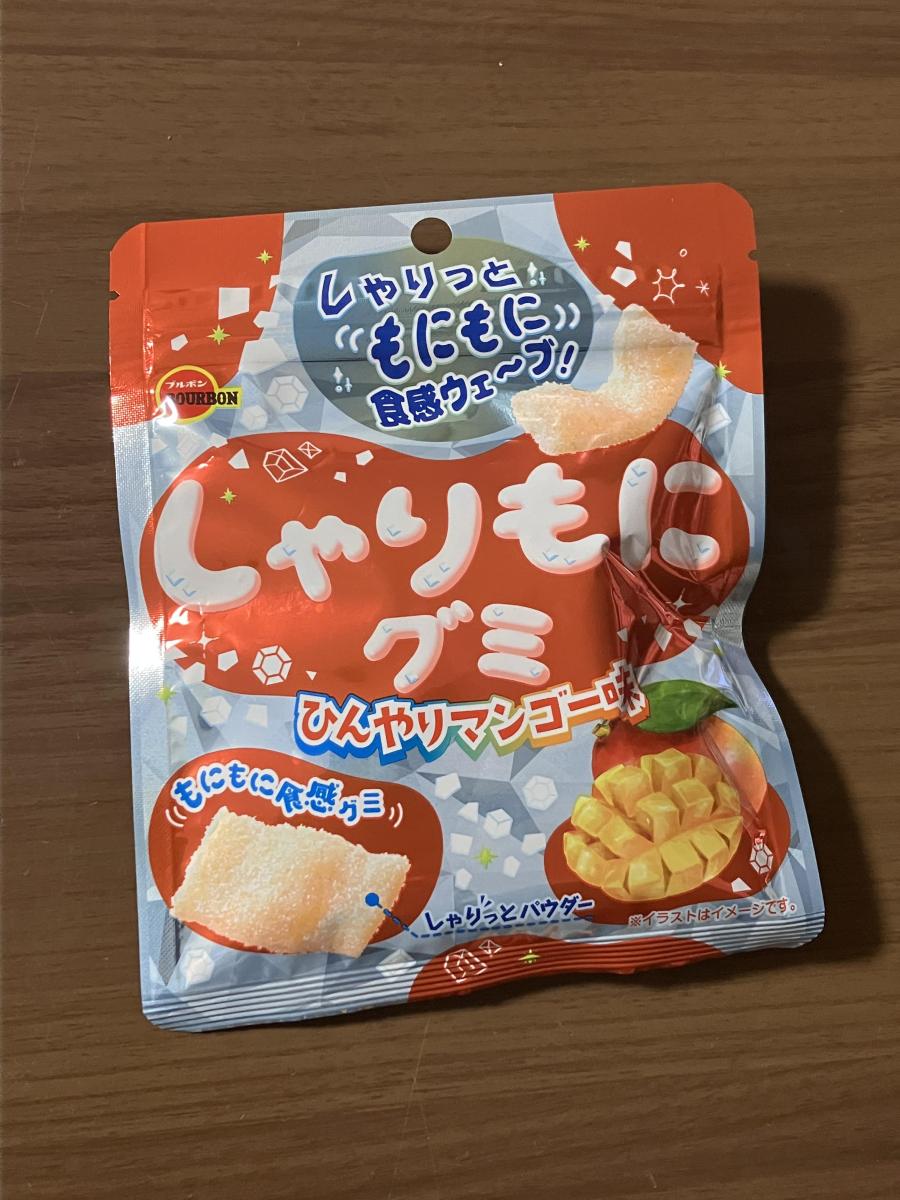 しゃりっと
もにもに
食感ウェ〜ブ!
ブルボン
BOURBON
しゃりもに
グミ
ひんやりマンゴー味
もにもに食感グミ
しゃりっとパウダー
※イラストはイメージです。